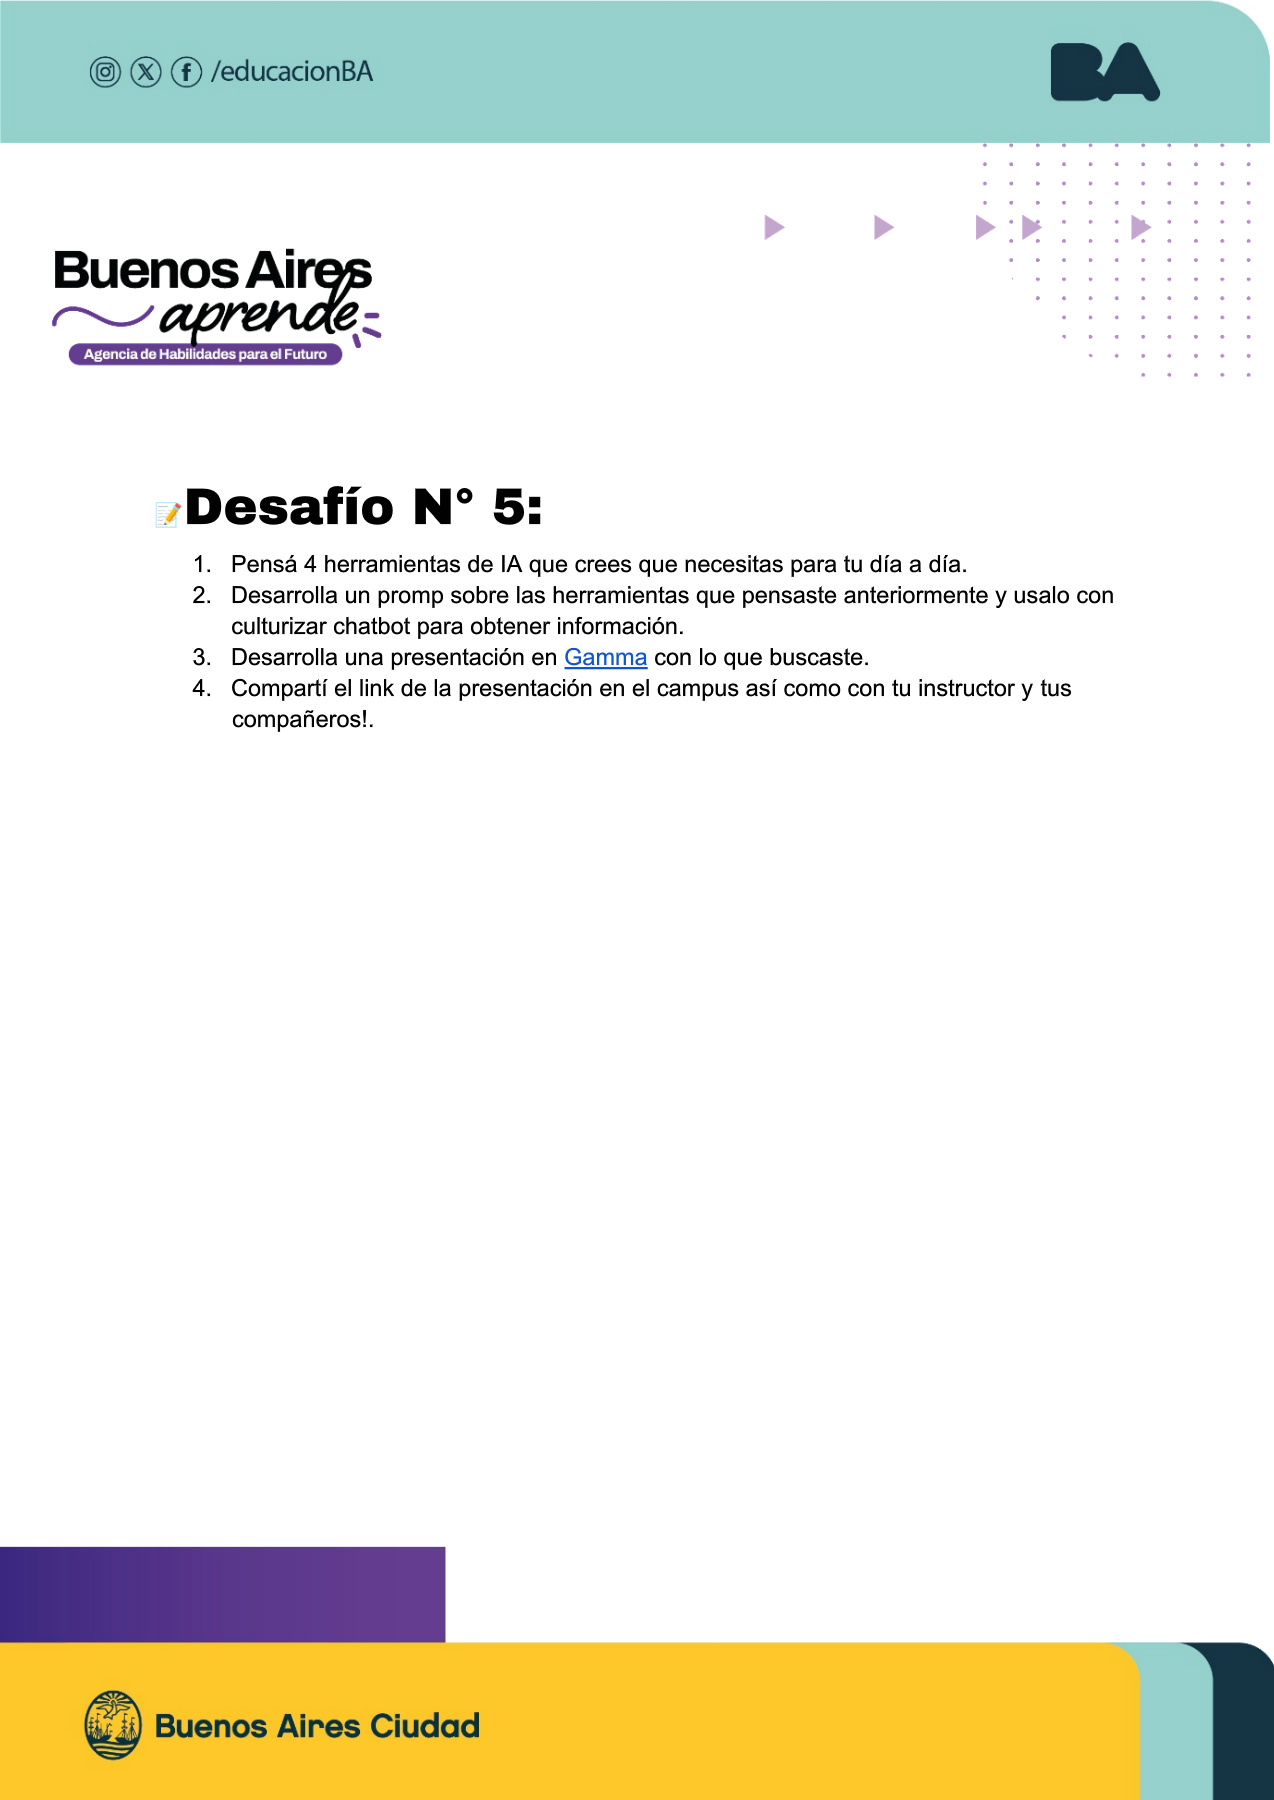 /educacionBA
BA
Buenos Aires
aprende
Agencia de Habilidades para el Futuro
📝Desafío N° 5:
1. Pensá 4 herramientas de IA que crees que necesitas para tu día a día.
2. Desarrolla un promp sobre las herramientas que pensaste anteriormente y usalo con
culturizar chatbot para obtener información.
3. Desarrolla una presentación en Gamma con lo que buscaste.
4. Compartí el link de la presentación en el campus así como con tu instructor y tus
compañeros!.
Buenos Aires Ciudad